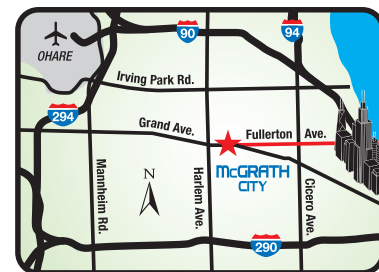 90
94
OHARE
Irving Park Rd.
294
Grand Ave.
Fullerton Ave.
McGRATH
CITY
N
Mannheim Rd.
Harlem Ave.
Cicero Ave.
290